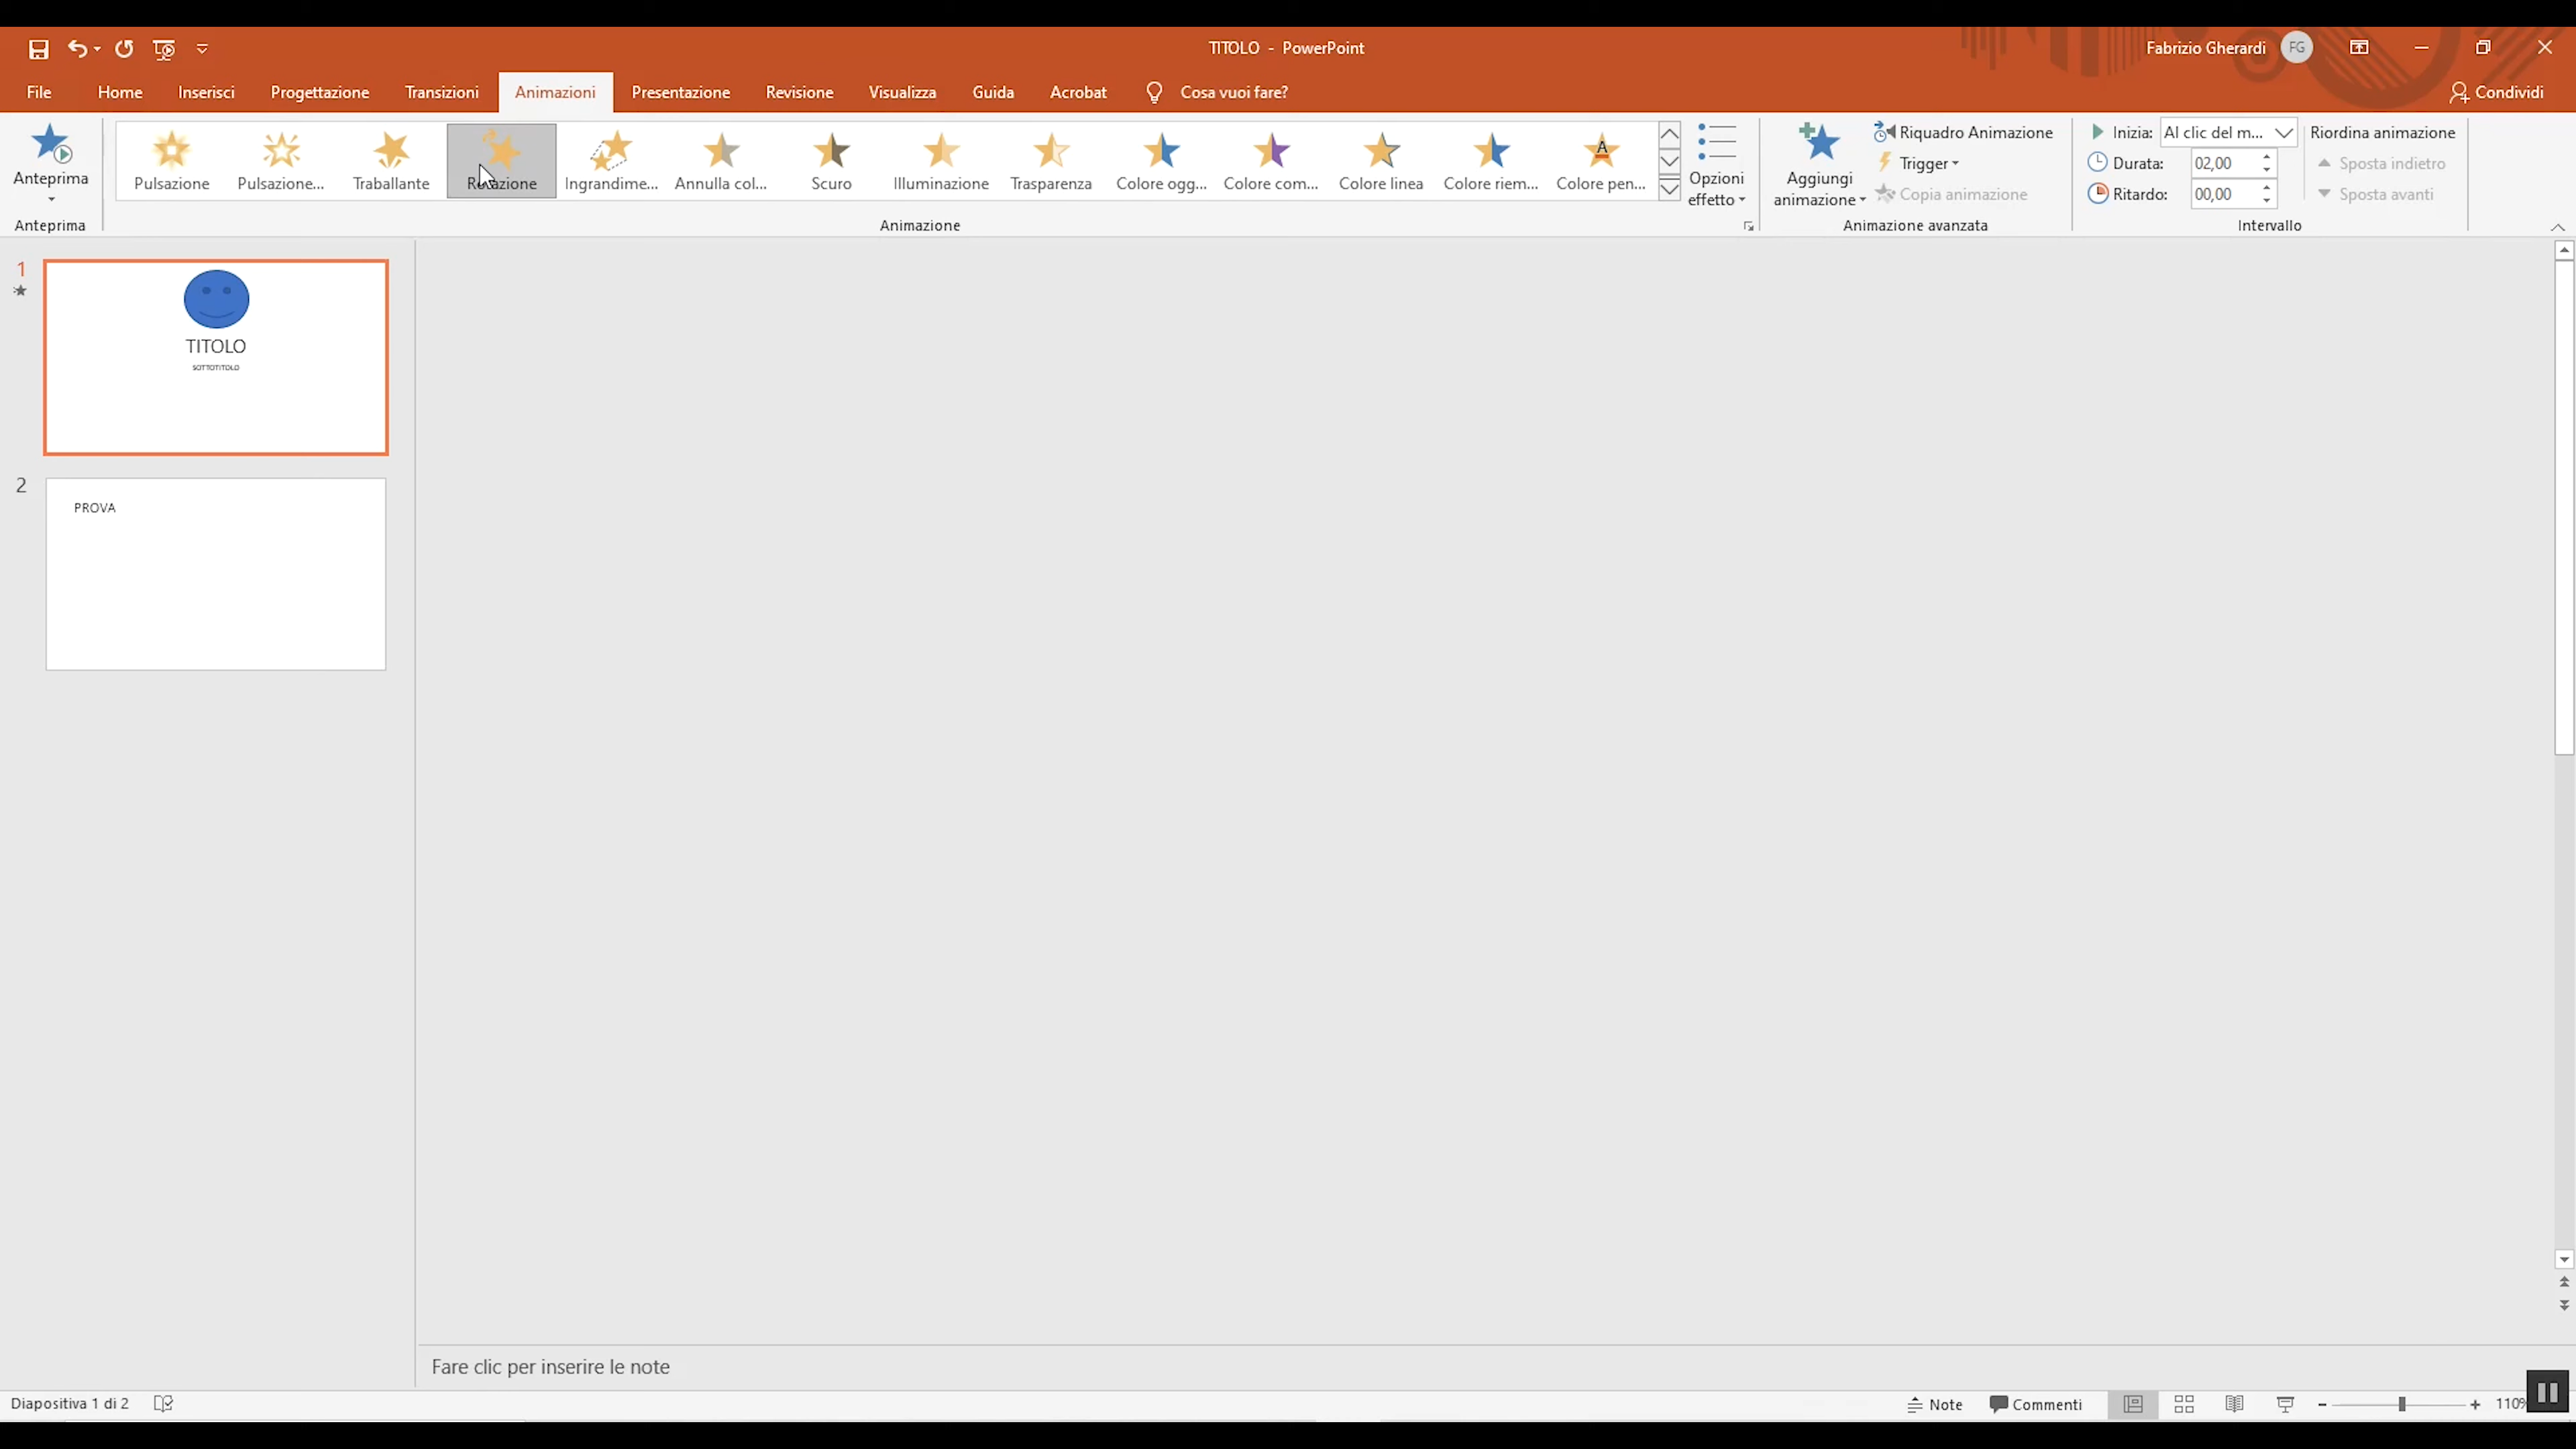 TITOLO - PowerPoint
Fabrizio Gherardi FG
File Home Inserisci Progettazione Transizioni Animazioni Presentazione Revisione Visualizza Guida Acrobat Cosa vuoi fare? Condividi
Anteprima
Anteprima
Pulsazione Pulsazione... Traballante Rotazione Ingrandime... Annulla col... Scuro Illuminazione Trasparenza Colore ogg... Colore com... Colore linea Colore riem... Colore pen...
Animazione
Opzioni
effetto
Aggiungi
animazione
Riquadro Animazione
Trigger
Copia animazione
Animazione avanzata
Inizia: Al clic del m...
Durata: 02,00
Ritardo: 00,00
Riordina animazione
Sposta indietro
Sposta avanti
Intervallo
1
TITOLO
SOTTOTITOLO
2
PROVA
Fare clic per inserire le note
Diapositiva 1 di 2
Note Commenti 110%